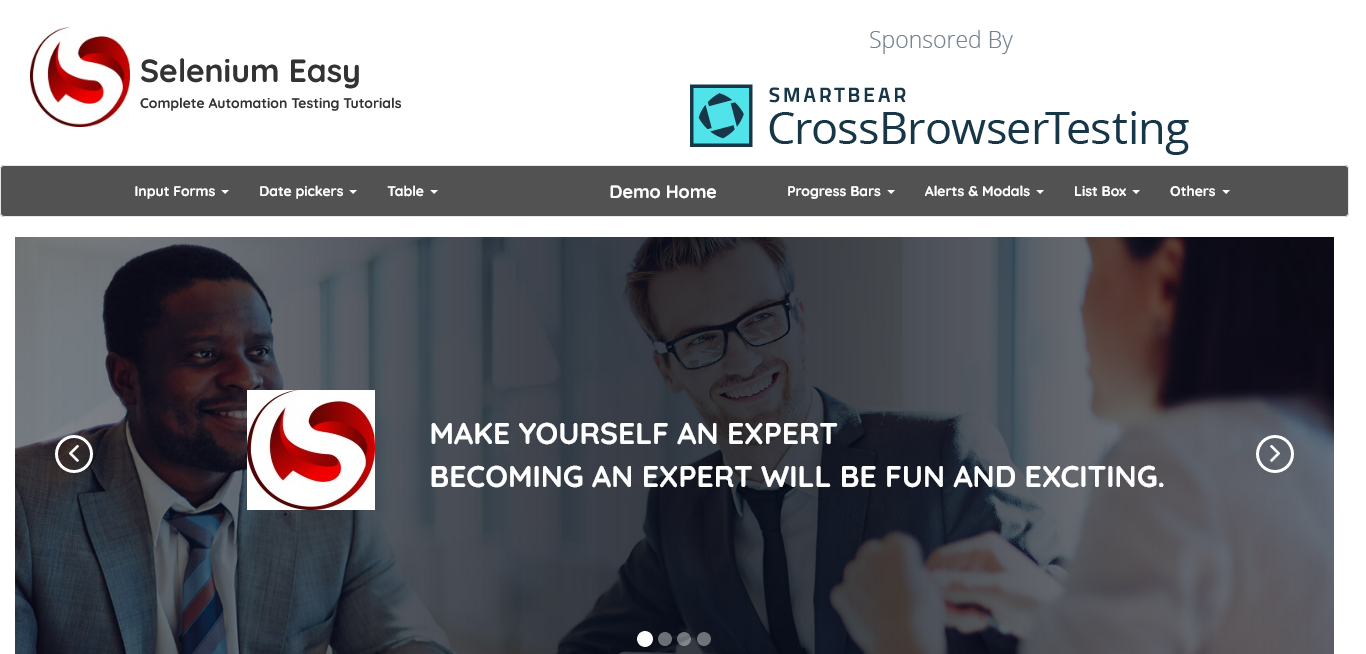 Selenium Easy
Complete Automation Testing Tutorials
Sponsored By
SMARTBEAR
CrossBrowserTesting
Input Forms
Date pickers
Table
Demo Home
Progress Bars
Alerts & Modals
List Box
Others
MAKE YOURSELF AN EXPERT
BECOMING AN EXPERT WILL BE FUN AND EXCITING.